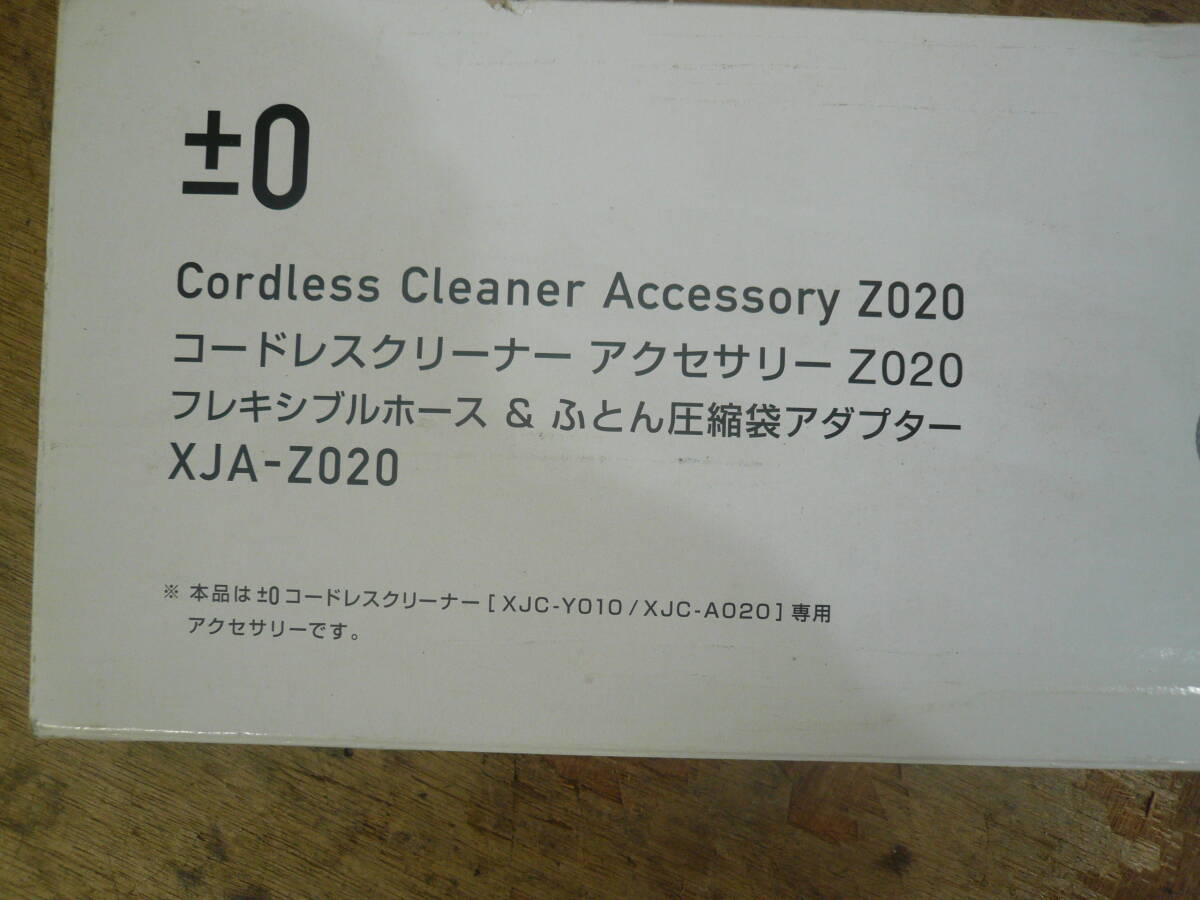 ±0
Cordless Cleaner Accessory Z020
コードレスクリーナー アクセサリー Z020
フレキシブルホース & ふとん圧縮袋アダプター
XJA-Z020
※ 本品は±0コードレスクリーナー[XJC-Y010/XJC-A020]専用
アクセサリーです。